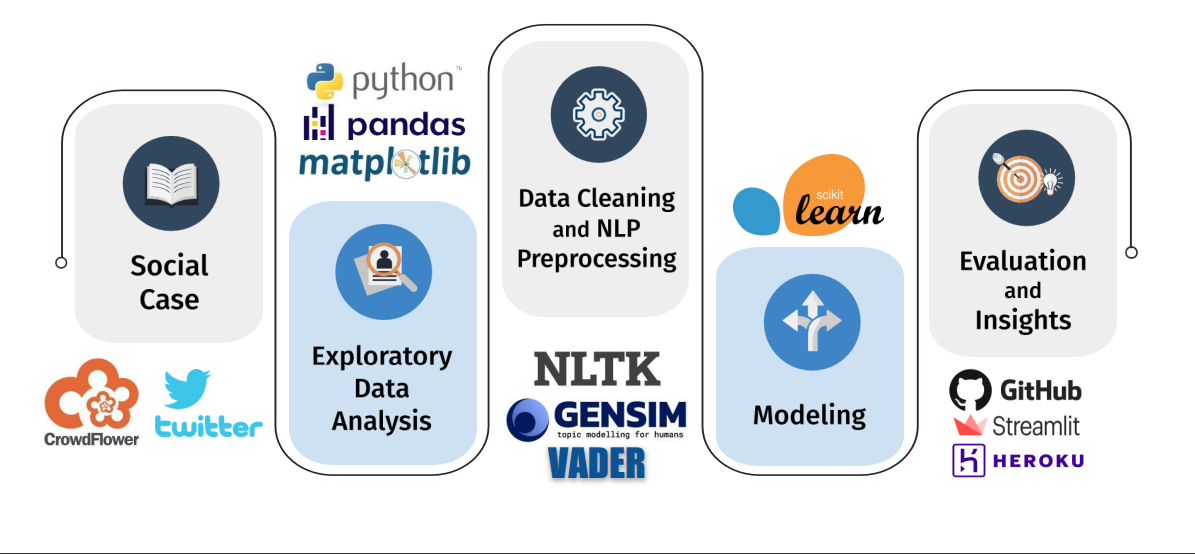 Social
Case
CrowdFlower
twitter
python™
pandas
matplotlib
Exploratory
Data
Analysis
Data Cleaning
and NLP
Preprocessing
NLTK
GENSIM
topic modelling for humans
VADER
scikit
learn
Modeling
Evaluation
and
Insights
GitHub
Streamlit
HEROKU